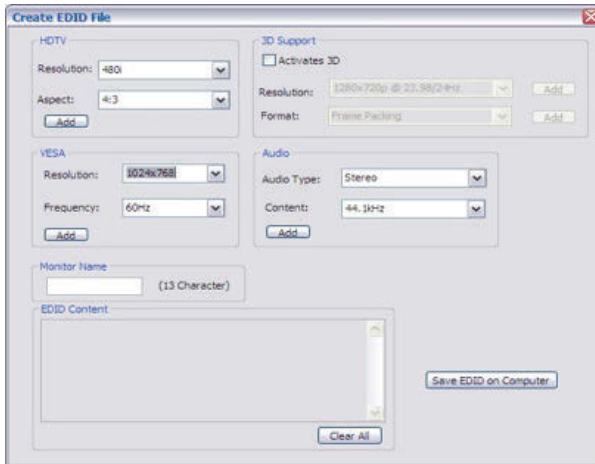 Create EDID File
HDTV
Resolution: 480i
Aspect: 4:3
Add
3D Support
Activates 3D
Resolution: 1280x720p @ 23.98/24Hz Add
Format: Frame Packing Add
VESA
Resolution: 1024x768
Frequency: 60Hz
Add
Audio
Audio Type: Stereo
Content: 44.1kHz
Add
Monitor Name
(13 Character)
EDID Content
Save EDID on Computer
Clear All